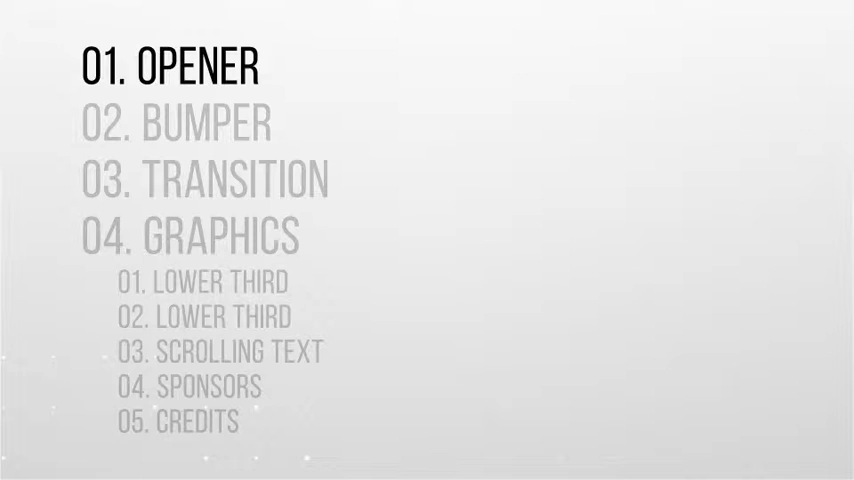 01. OPENER
02. BUMPER
03. TRANSITION
04. GRAPHICS
01. LOWER THIRD
02. LOWER THIRD
03. SCROLLING TEXT
04. SPONSORS
05. CREDITS